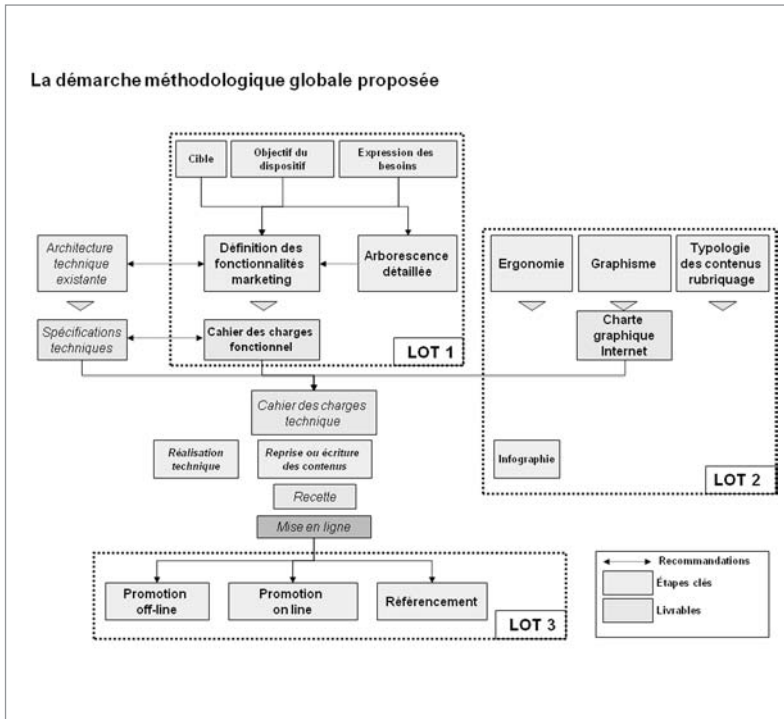 La démarche méthodologique globale proposée
Cible
Objectif du
dispositif
Expression des
besoins
Architecture
technique
existante
Définition des
fonctionnalités
marketing
Arborescence
détaillée
Ergonomie
Graphisme
Typologie
des contenus
rubriquage
Spécifications
techniques
Cahier des charges
fonctionnel
LOT 1
Charte
graphique
Internet
Cahier des charges
technique
Réalisation
technique
Reprise ou écriture
des contenus
Infographie
LOT 2
Recette
Mise en ligne
Promotion
off-line
Promotion
on line
Référencement
LOT 3
Recommandations
Étapes clés
Livrables